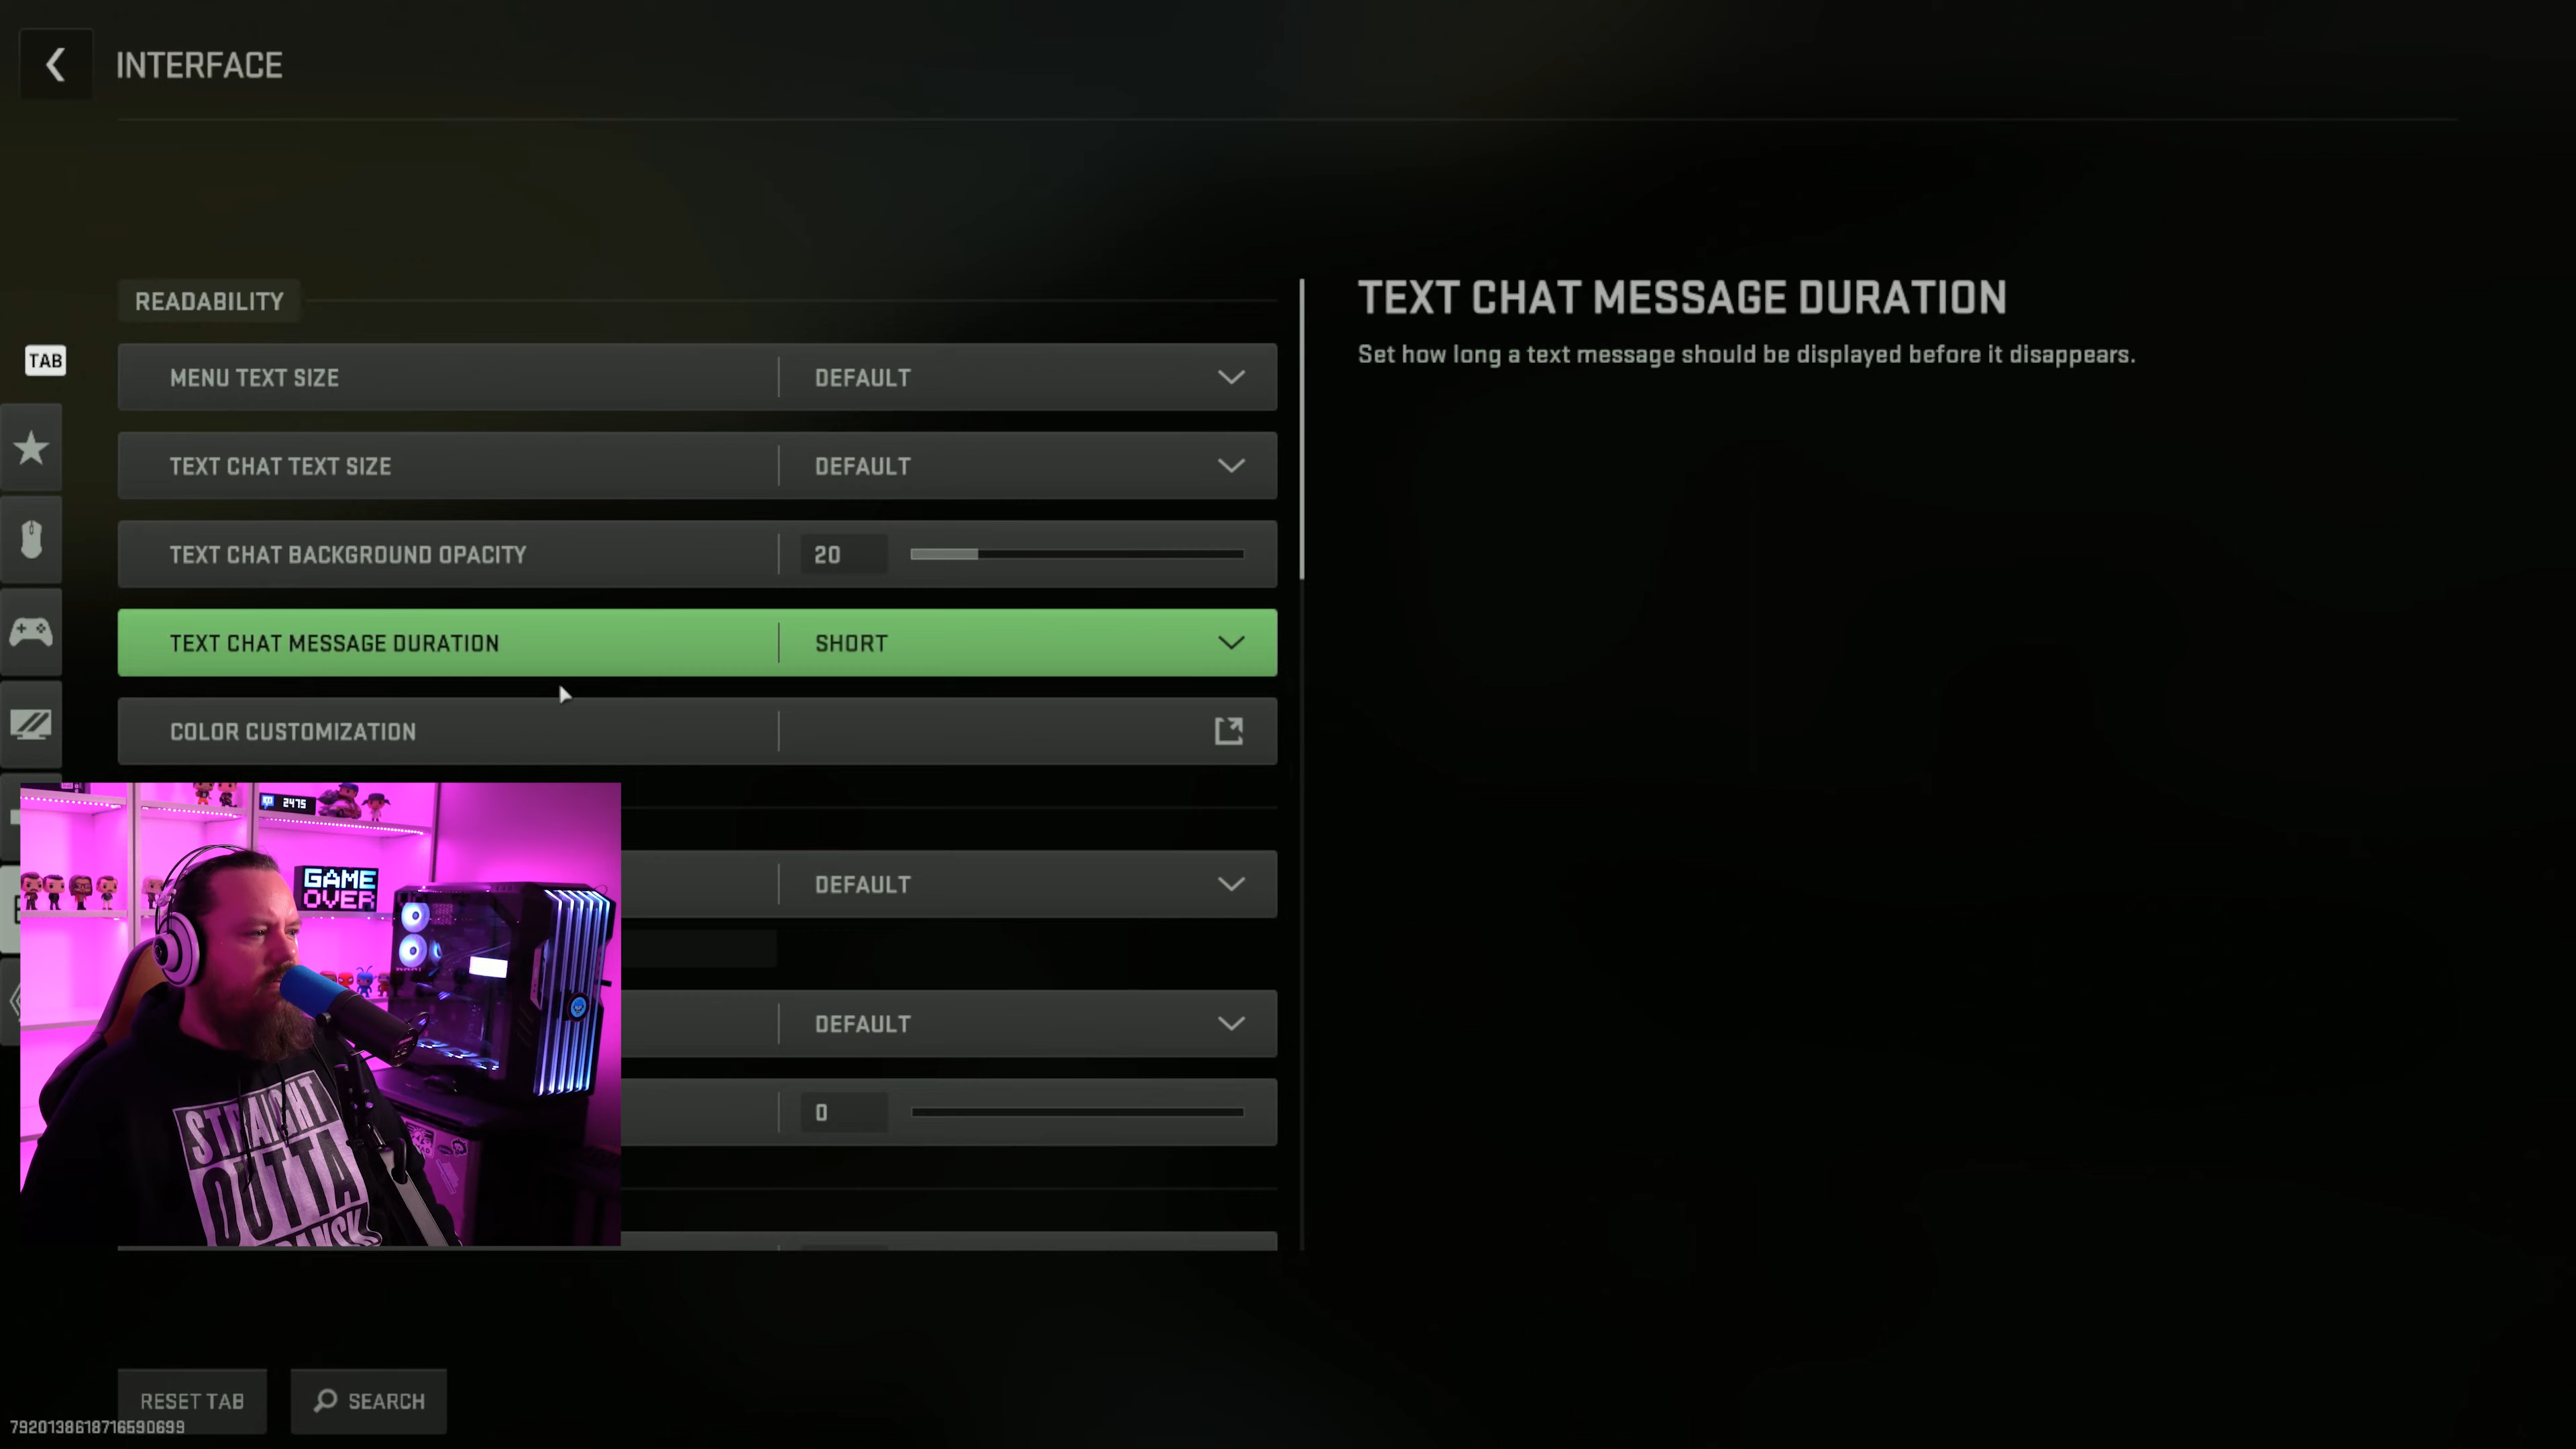 INTERFACE
READABILITY
TEXT CHAT MESSAGE DURATION
Set how long a text message should be displayed before it disappears.
TAB
MENU TEXT SIZE DEFAULT
TEXT CHAT TEXT SIZE DEFAULT
TEXT CHAT BACKGROUND OPACITY 20
TEXT CHAT MESSAGE DURATION SHORT
COLOR CUSTOMIZATION
2475
GAME
OVER
DEFAULT
DEFAULT
STRAIGHT
OUTTA
0
RESET TAB
SEARCH
7920138618716590699